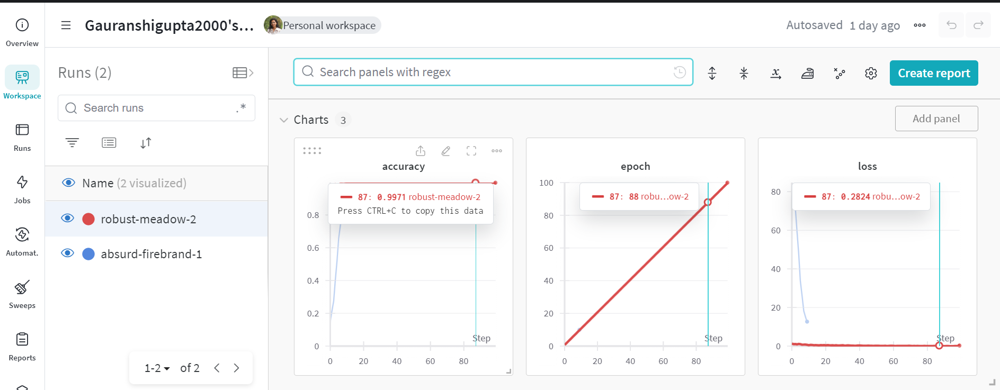 Overview
Workspace
Runs
Jobs
Automat.
Sweeps
Reports
Gauranshigupta2000's...
Personal workspace
Autosaved 1 day ago
Runs (2)
Search runs
.*
Name (2 visualized)
robust-meadow-2
absurd-firebrand-1
1-2 of 2
Search panels with regex
Create report
Charts 3
Add panel
accuracy
87: 0.9971 robust-meadow-2
Press CTRL+C to copy this data
0.8
0.6
0.4
0.2
0
Step
0 20 40 60 80
epoch
87: 88 robu...ow-2
100
80
60
40
20
0
Step
0 20 40 60 80
loss
87: 0.2824 robu...ow-2
80
60
40
20
0
Step
0 20 40 60 80